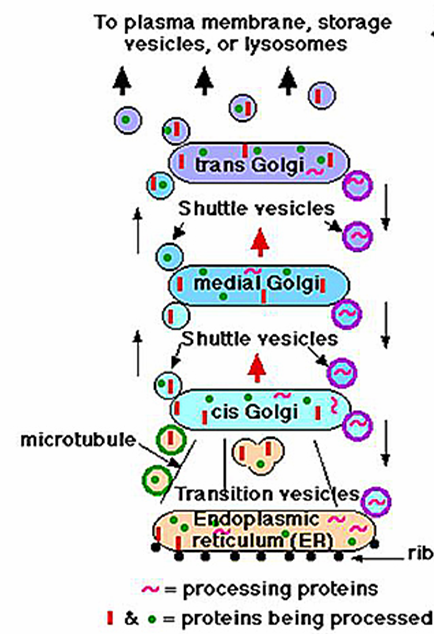 To plasma membrane, storage
vesicles, or lysosomes
trans Golgi
Shuttle vesicles
medial Golgi
Shuttle vesicles
cis Golgi
microtubule
Transition vesicles
Endoplasmic
reticulum (ER)
rib
= processing proteins
& = proteins being processed